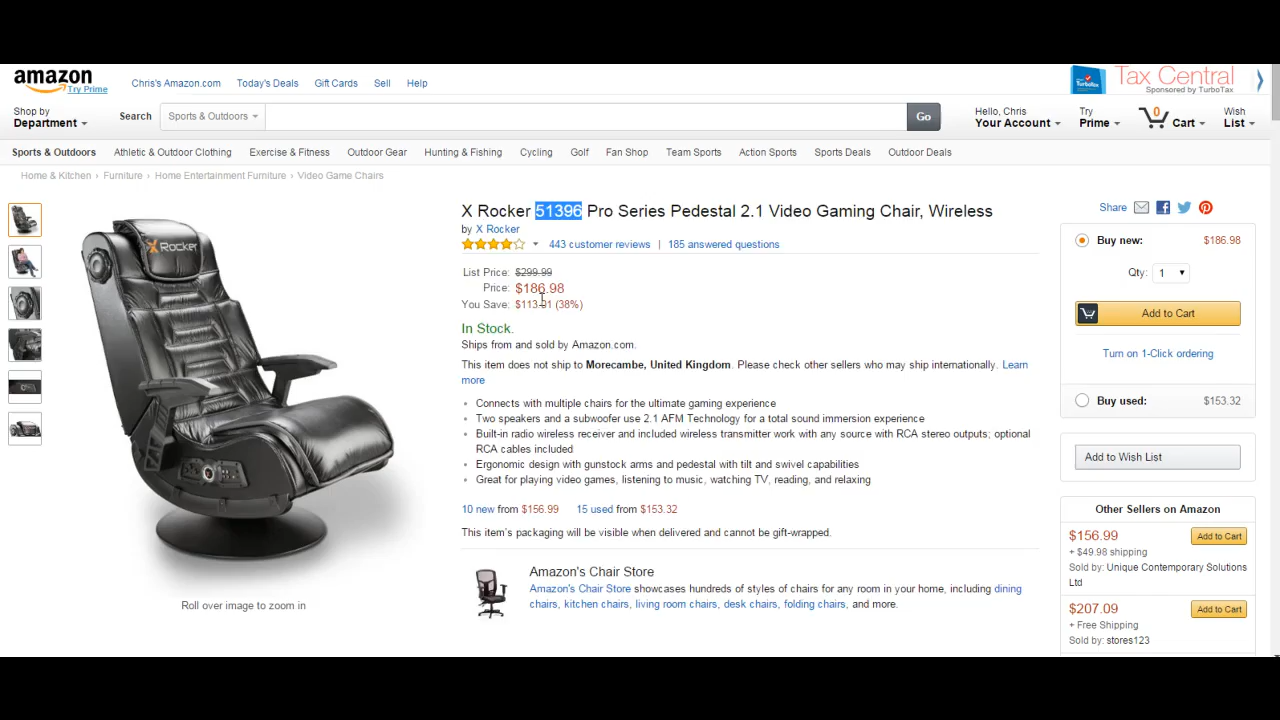 amazon
Try Prime
Chris's Amazon.com Today's Deals Gift Cards Sell Help
Tax Central
Sponsored by TurboTax
Shop by
Department
Search Sports & Outdoors Go
Hello, Chris
Your Account
Try
Prime
0
Cart
Wish
List
Sports & Outdoors Athletic & Outdoor Clothing Exercise & Fitness Outdoor Gear Hunting & Fishing Cycling Golf Fan Shop Team Sports Action Sports Sports Deals Outdoor Deals
Home & Kitchen › Furniture › Home Entertainment Furniture › Video Game Chairs
X Rocker
X Rocker 51396 Pro Series Pedestal 2.1 Video Gaming Chair, Wireless
by X Rocker
443 customer reviews | 185 answered questions
List Price: $299.99
Price: $186.98
You Save: $113.01 (38%)
In Stock.
Ships from and sold by Amazon.com.
This item does not ship to Morecambe, United Kingdom. Please check other sellers who may ship internationally. Learn
more
• Connects with multiple chairs for the ultimate gaming experience
• Two speakers and a subwoofer use 2.1 AFM Technology for a total sound immersion experience
• Built-in radio wireless receiver and included wireless transmitter work with any source with RCA stereo outputs; optional
RCA cables included
• Ergonomic design with gunstock arms and pedestal with tilt and swivel capabilities
• Great for playing video games, listening to music, watching TV, reading, and relaxing
10 new from $156.99 15 used from $153.32
This item's packaging will be visible when delivered and cannot be gift-wrapped.
Amazon's Chair Store
Amazon's Chair Store showcases hundreds of styles of chairs for any room in your home, including dining
chairs, kitchen chairs, living room chairs, desk chairs, folding chairs, and more.
Roll over image to zoom in
Share
Buy new: $186.98
Qty: 1
Add to Cart
Turn on 1-Click ordering
Buy used: $153.32
Add to Wish List
Other Sellers on Amazon
$156.99 Add to Cart
+ $49.98 shipping
Sold by: Unique Contemporary Solutions
Ltd
$207.09 Add to Cart
+ Free Shipping
Sold by: stores123